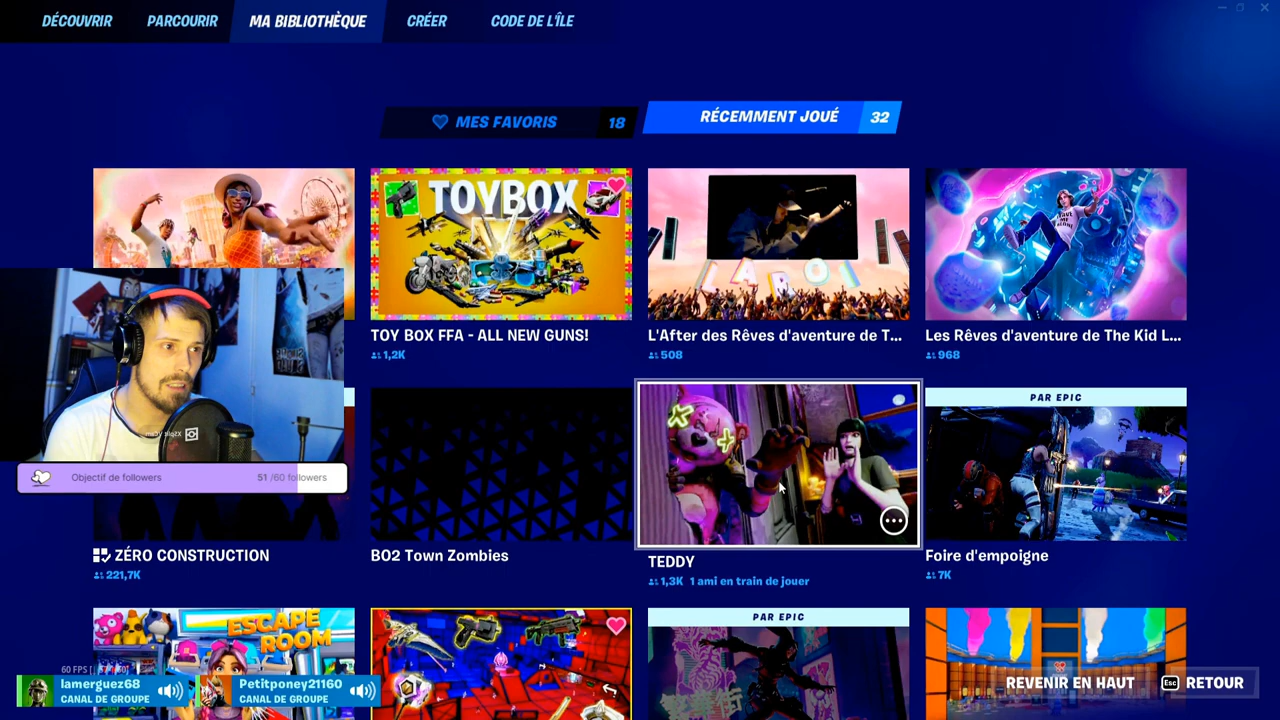 DÉCOUVRIR
PARCOURIR
MA BIBLIOTHÈQUE
CRÉER
CODE DE L'ÎLE
MES FAVORIS
18
RÉCEMMENT JOUÉ
32
TOYBOX
TOY BOX FFA - ALL NEW GUNS!
1,2K
L'After des Rêves d'aventure de T...
508
Les Rêves d'aventure de The Kid L...
968
Objectif de followers
51 /60 followers
ZÉRO CONSTRUCTION
221,7K
BO2 Town Zombies
TEDDY
1,3K 1 ami en train de jouer
PAR EPIC
Foire d'empoigne
7K
ESCAPE
ROOM
PAR EPIC
60 FPS
lamerguez68
CANAL DE GROUPE
Petitponey21160
CANAL DE GROUPE
REVENIR EN HAUT
Esc
RETOUR